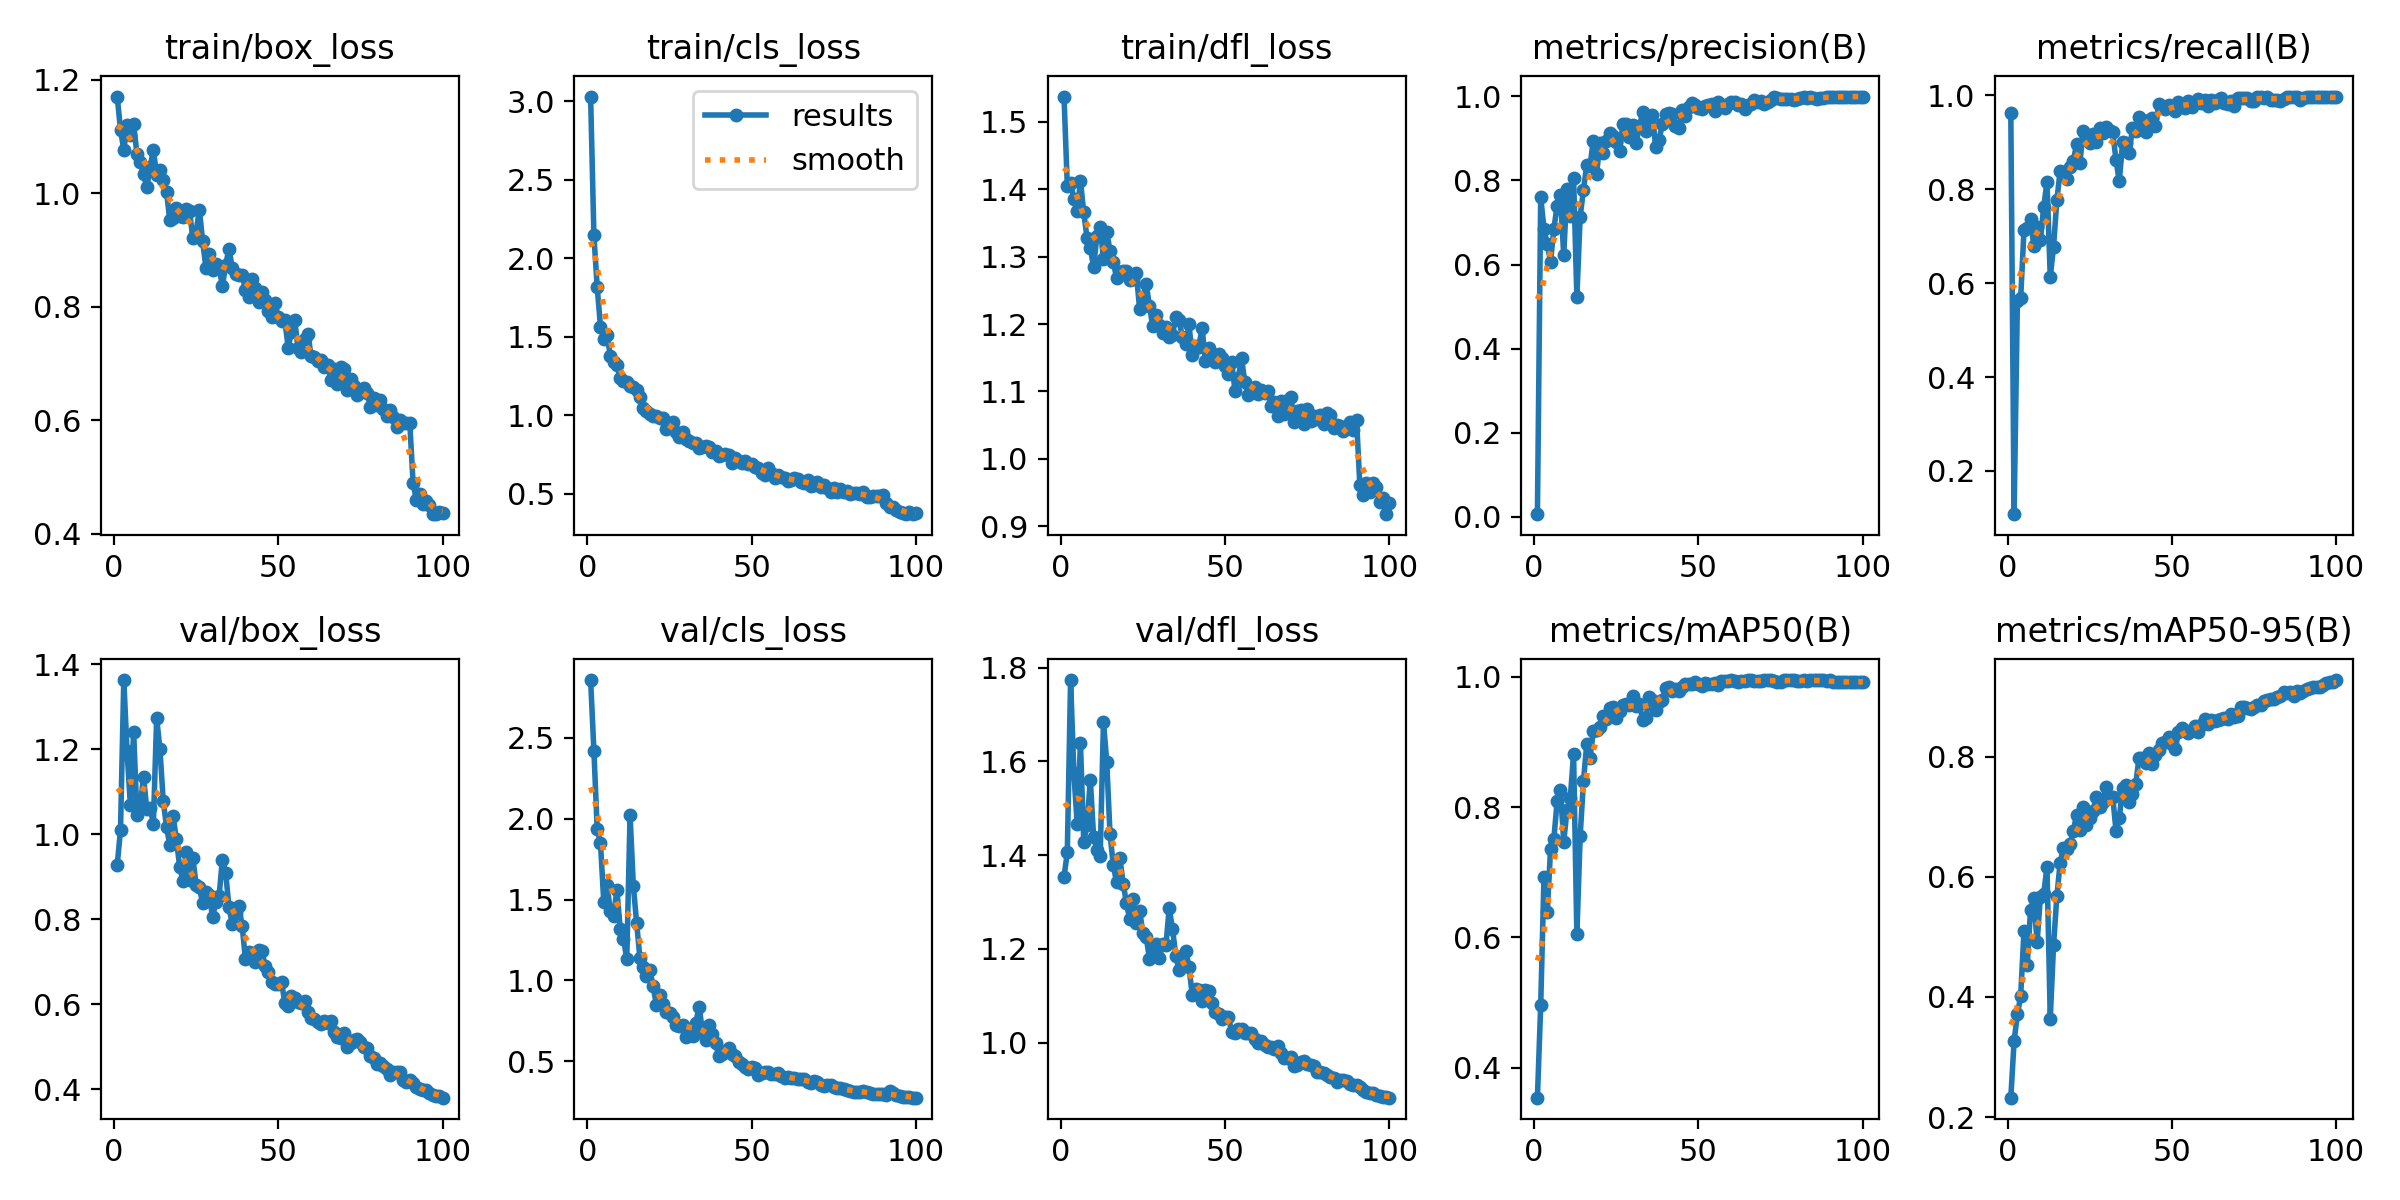 train/box_loss
1.2
1.0
0.8
0.6
0.4
0 50 100
train/cls_loss
results
smooth
3.0
2.5
2.0
1.5
1.0
0.5
0 50 100
train/dfl_loss
1.5
1.4
1.3
1.2
1.1
1.0
0.9
0 50 100
metrics/precision(B)
1.0
0.8
0.6
0.4
0.2
0.0
0 50 100
metrics/recall(B)
1.0
0.8
0.6
0.4
0.2
0 50 100
val/box_loss
1.4
1.2
1.0
0.8
0.6
0.4
0 50 100
val/cls_loss
2.5
2.0
1.5
1.0
0.5
0 50 100
val/dfl_loss
1.8
1.6
1.4
1.2
1.0
0 50 100
metrics/mAP50(B)
1.0
0.8
0.6
0.4
0 50 100
metrics/mAP50-95(B)
0.8
0.6
0.4
0.2
0 50 100